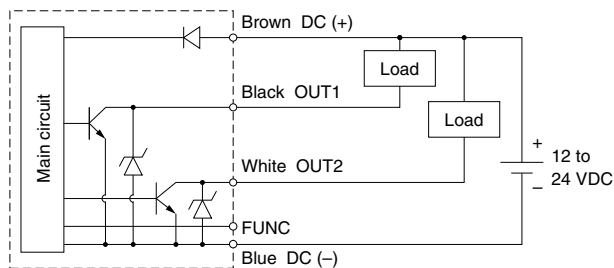 Brown DC (+)
Load
Black OUT1
Load
Main circuit
+
12 to
24 VDC
–
White OUT2
FUNC
Blue DC (–)